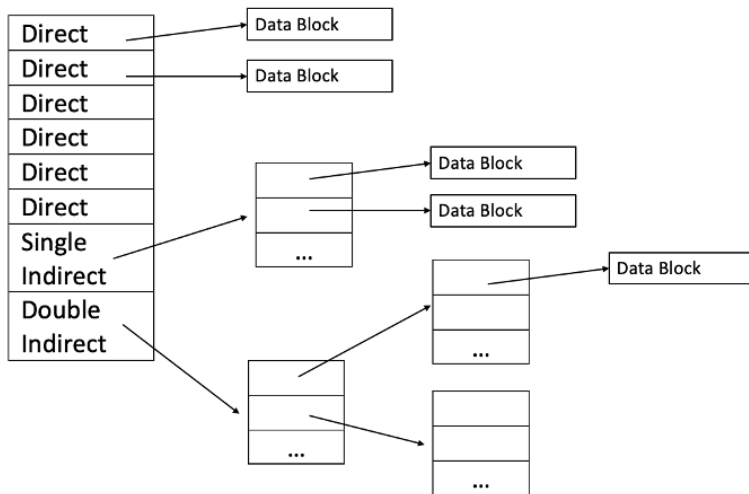 Direct
Direct
Direct
Direct
Direct
Direct
Single
Indirect
Double
Indirect
Data Block
Data Block
Data Block
Data Block
...
Data Block
...
...
...